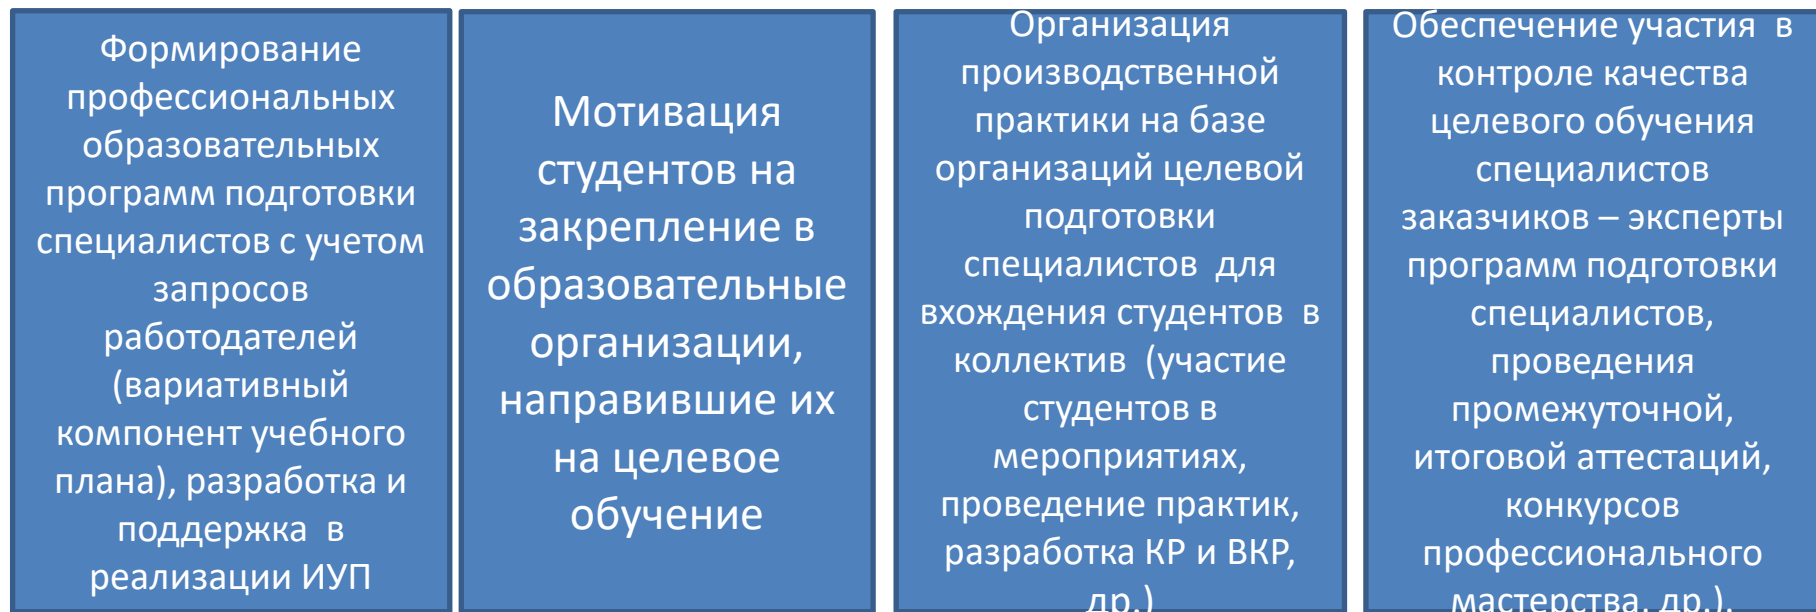 Формирование
профессиональных
образовательных
программ подготовки
специалистов с учетом
запросов
работодателей
(вариативный
компонент учебного
плана), разработка и
поддержка в
реализации ИУП
Мотивация
студентов на
закрепление в
образовательные
организации,
направившие их
на целевое
обучение
Организация
производственной
практики на базе
организаций целевой
подготовки
специалистов для
вхождения студентов в
коллектив (участие
студентов в
мероприятиях,
проведение практик,
разработка КР и ВКР,
др.)
Обеспечение участия в
контроле качества
целевого обучения
специалистов
заказчиков – эксперты
программ подготовки
специалистов,
проведения
промежуточной,
итоговой аттестаций,
конкурсов
профессионального
мастерства, др.).